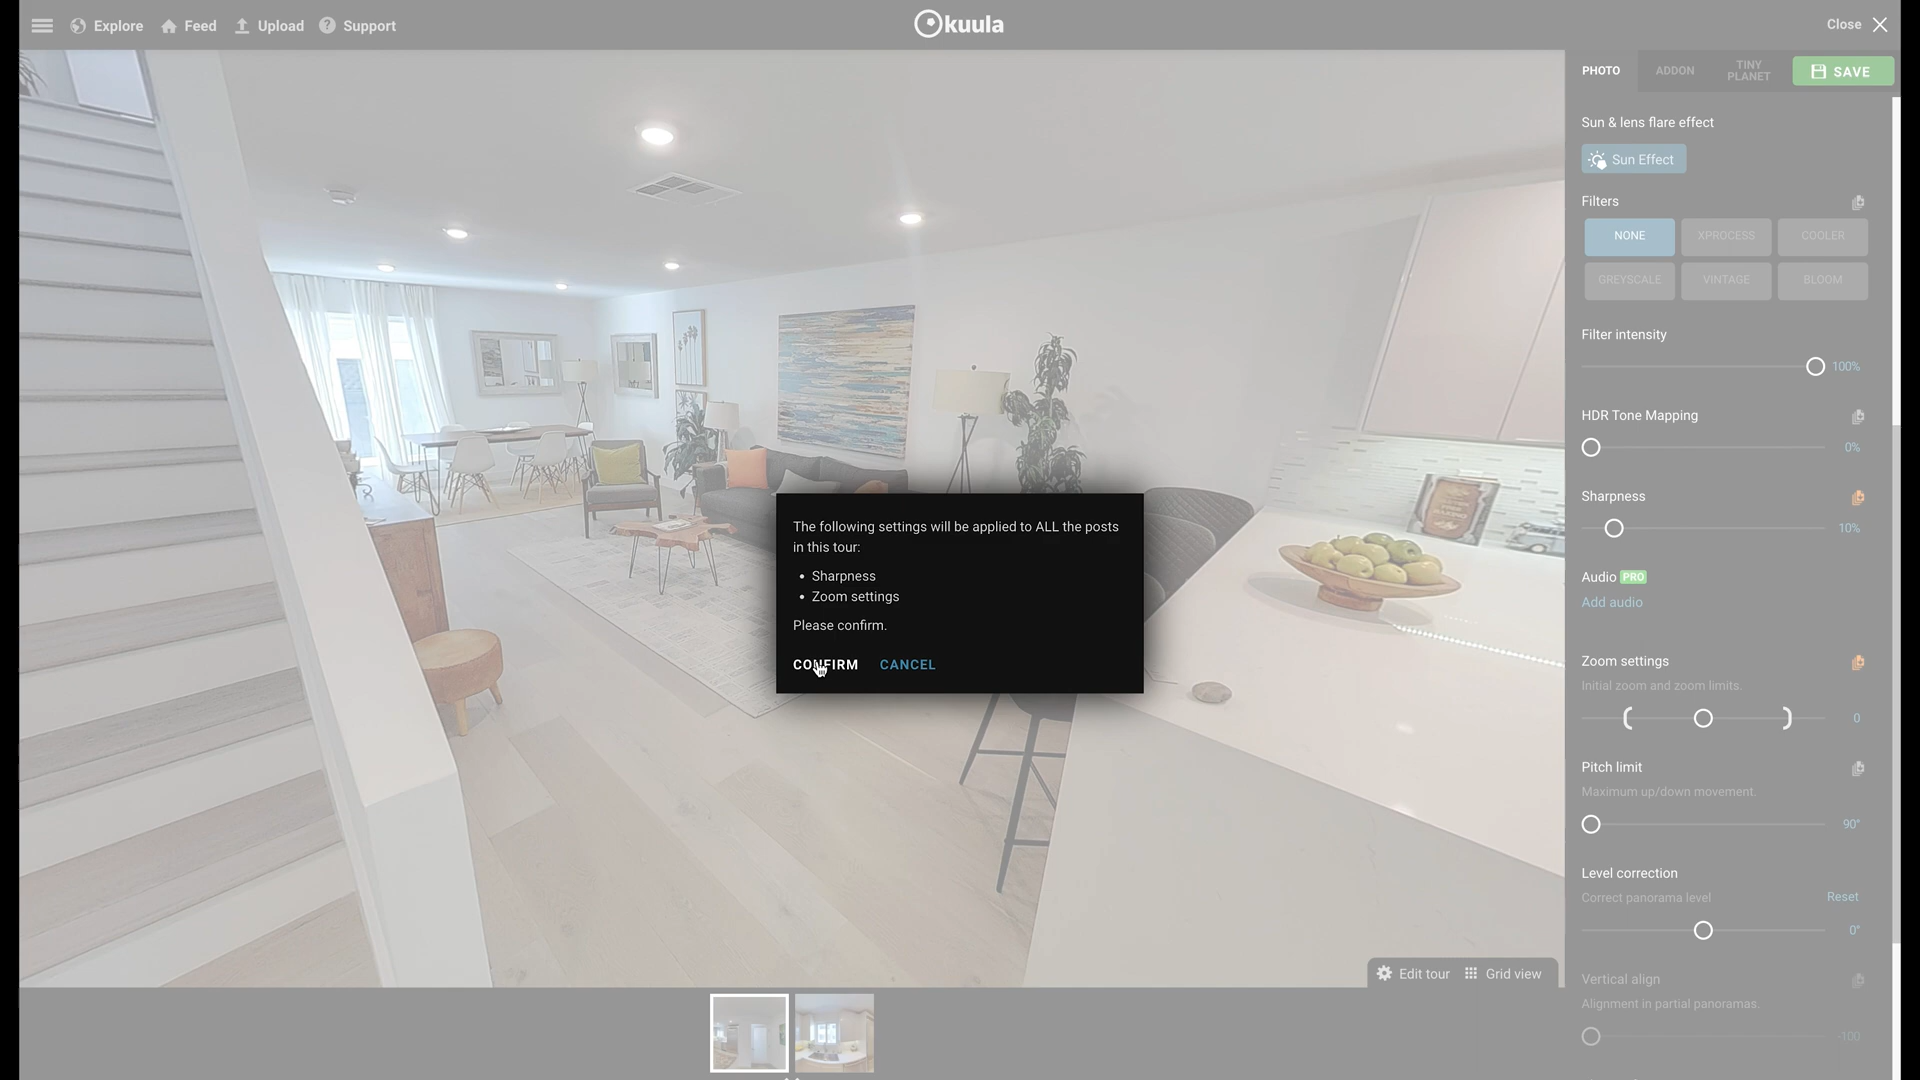 Explore
Feed
Upload
Support
kuula
Close
PHOTO
ADDON
TINY
PLANET
SAVE
Sun & lens flare effect
Sun Effect
Filters
NONE
XPROCESS
COOLER
GREYSCALE
VINTAGE
BLOOM
Filter intensity
100%
HDR Tone Mapping
0%
Sharpness
10%
Audio PRO
Add audio
Zoom settings
Initial zoom and zoom limits.
0
Pitch limit
Maximum up/down movement.
90°
Level correction
Correct panorama level
Reset
0°
Vertical align
Alignment in partial panoramas.
-100
The following settings will be applied to ALL the posts
in this tour:
• Sharpness
• Zoom settings
Please confirm.
CONFIRM
CANCEL
Edit tour
Grid view